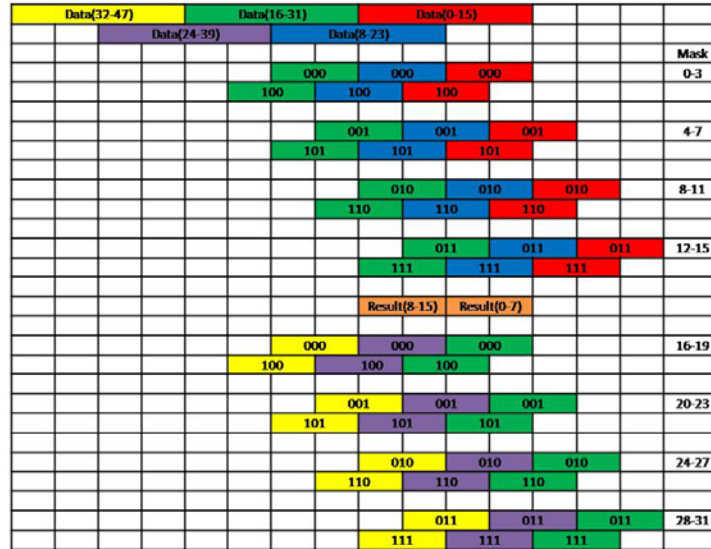 Data(32-47) Data(16-31) Data(0-15)
Data(24-39) Data(8-23)
Mask
000 000 000 0-3
100 100 100
001 001 001 4-7
101 101 101
010 010 010 8-11
110 110 110
011 011 011 12-15
111 111 111
Result(8-15) Result(0-7)
000 000 000 16-19
100 100 100
001 001 001 20-23
101 101 101
010 010 010 24-27
110 110 110
011 011 011 28-31
111 111 111